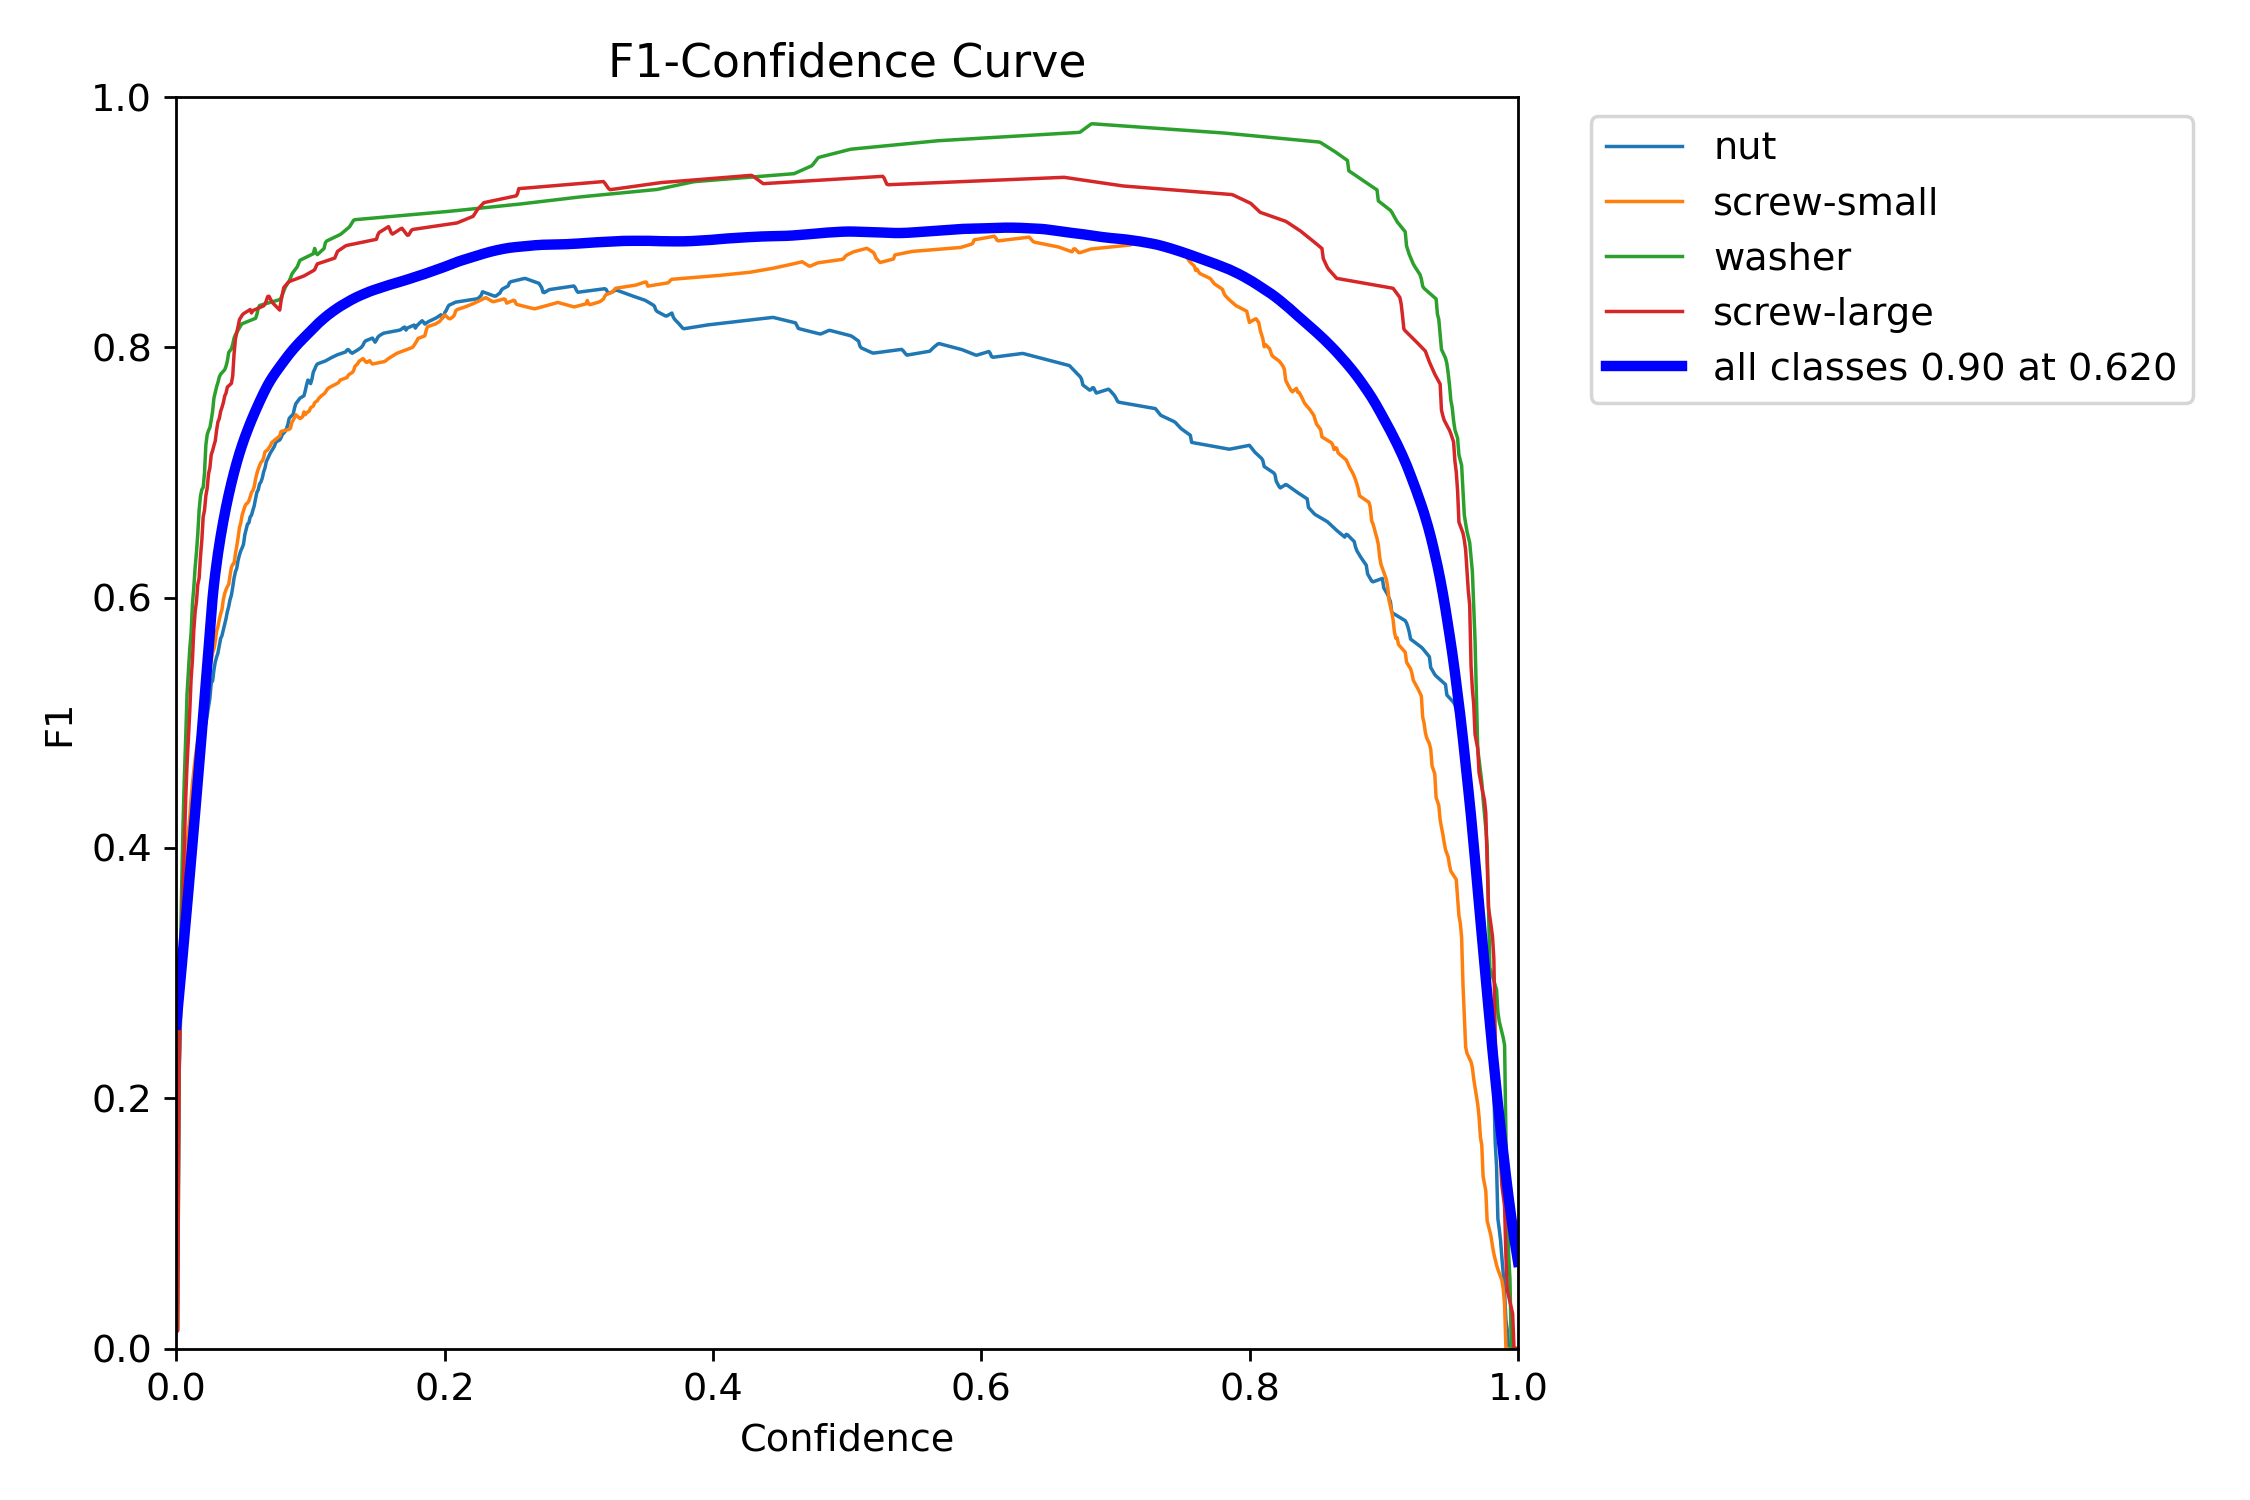 F1-Confidence Curve
1.0
0.8
0.6
0.4
0.2
0.0
F1
0.0 0.2 0.4 0.6 0.8 1.0
Confidence
nut
screw-small
washer
screw-large
all classes 0.90 at 0.620